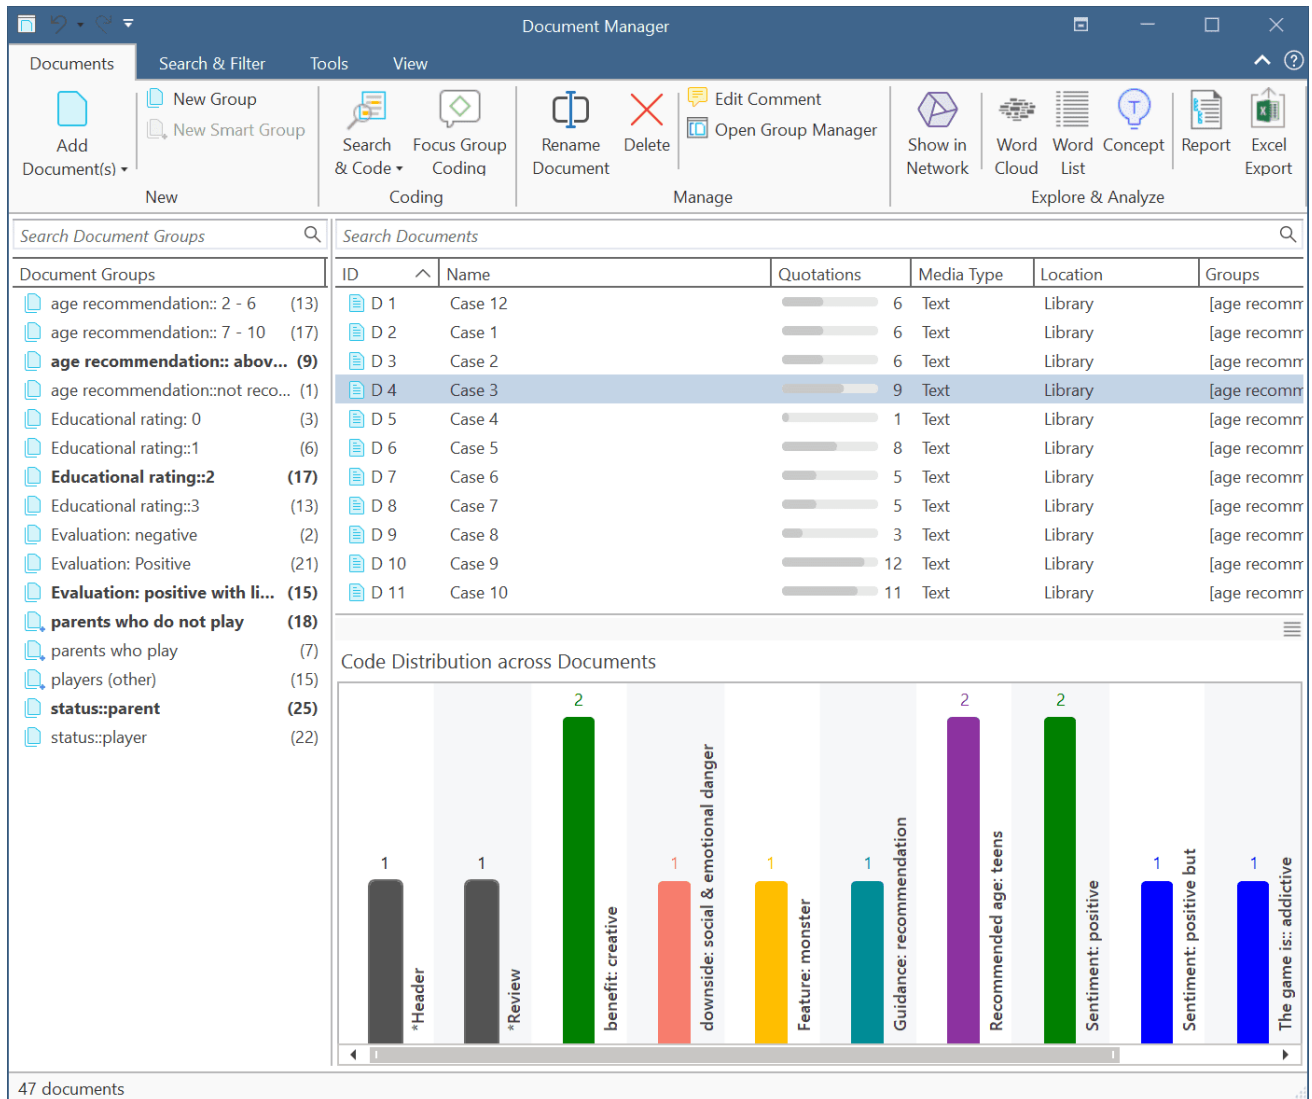 Document Manager
Documents Search & Filter Tools View
Add Document(s)
New Group
New Smart Group
New
Search & Code
Focus Group Coding
Coding
Rename Document
Delete
Edit Comment
Open Group Manager
Manage
Show in Network
Word Cloud
Word List
Concept
Report
Excel Export
Explore & Analyze
Search Document Groups
Document Groups
age recommendation:: 2 - 6 (13)
age recommendation:: 7 - 10 (17)
age recommendation:: abov... (9)
age recommendation::not reco... (1)
Educational rating: 0 (3)
Educational rating::1 (6)
Educational rating::2 (17)
Educational rating::3 (13)
Evaluation: negative (2)
Evaluation: Positive (21)
Evaluation: positive with li... (15)
parents who do not play (18)
parents who play (7)
players (other) (15)
status::parent (25)
status::player (22)
Search Documents
ID Name Quotations Media Type Location Groups
D 1 Case 12 6 Text Library [age recomm
D 2 Case 1 6 Text Library [age recomm
D 3 Case 2 6 Text Library [age recomm
D 4 Case 3 9 Text Library [age recomm
D 5 Case 4 1 Text Library [age recomm
D 6 Case 5 8 Text Library [age recomm
D 7 Case 6 5 Text Library [age recomm
D 8 Case 7 5 Text Library [age recomm
D 9 Case 8 3 Text Library [age recomm
D 10 Case 9 12 Text Library [age recomm
D 11 Case 10 11 Text Library [age recomm
Code Distribution across Documents
1 *Header
1 *Review
2 benefit: creative
1 downside: social & emotional danger
1 Feature: monster
1 Guidance: recommendation
2 Recommended age: teens
2 Sentiment: positive
1 Sentiment: positive but
1 The game is:: addictive
47 documents